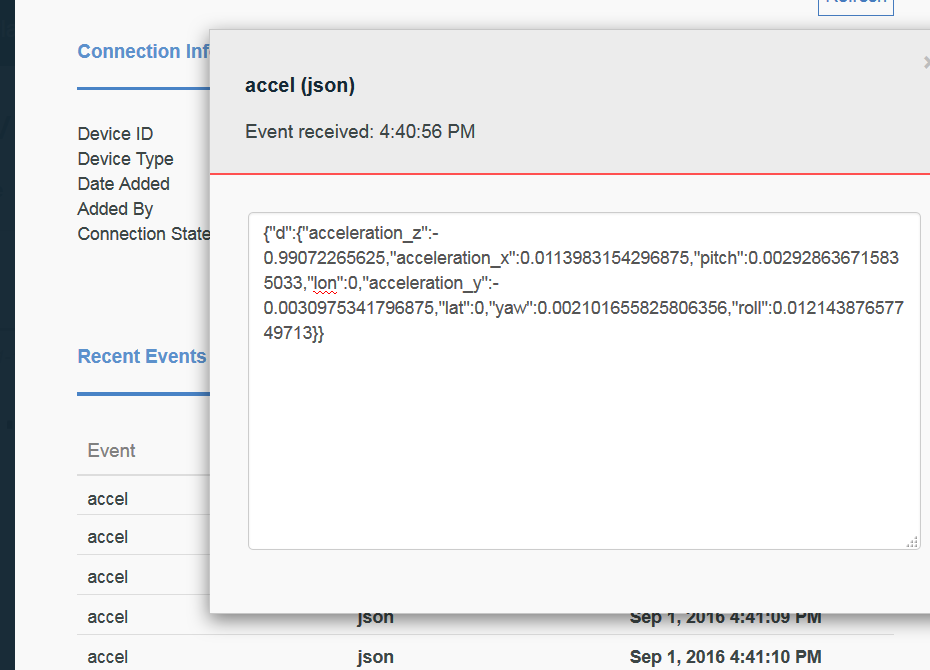 Refresh
Connection Inf
accel (json)
Event received: 4:40:56 PM
Device ID
Device Type
Date Added
Added By
Connection State
{"d":{"acceleration_z":-
0.99072265625,"acceleration_x":0.0113983154296875,"pitch":0.00292863671583
5033,"lon":0,"acceleration_y":-
0.0030975341796875,"lat":0,"yaw":0.002101655825806356,"roll":0.012143876577
49713}}
Recent Events
Event
accel
accel
accel
accel json Sep 1, 2016 4:41:09 PM
accel json Sep 1, 2016 4:41:10 PM